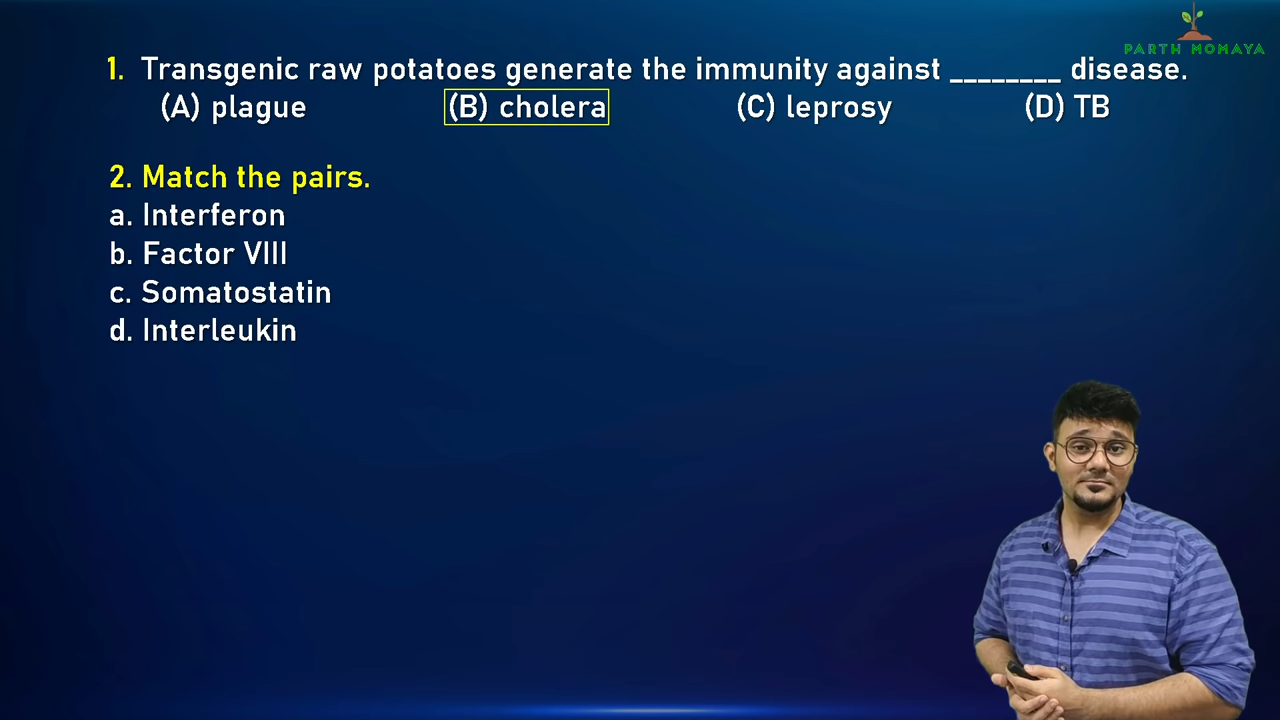 PARTH MOMAYA
1. Transgenic raw potatoes generate the immunity against ________ disease.
(A) plague (B) cholera (C) leprosy (D) TB
2. Match the pairs.
a. Interferon
b. Factor VIII
c. Somatostatin
d. Interleukin